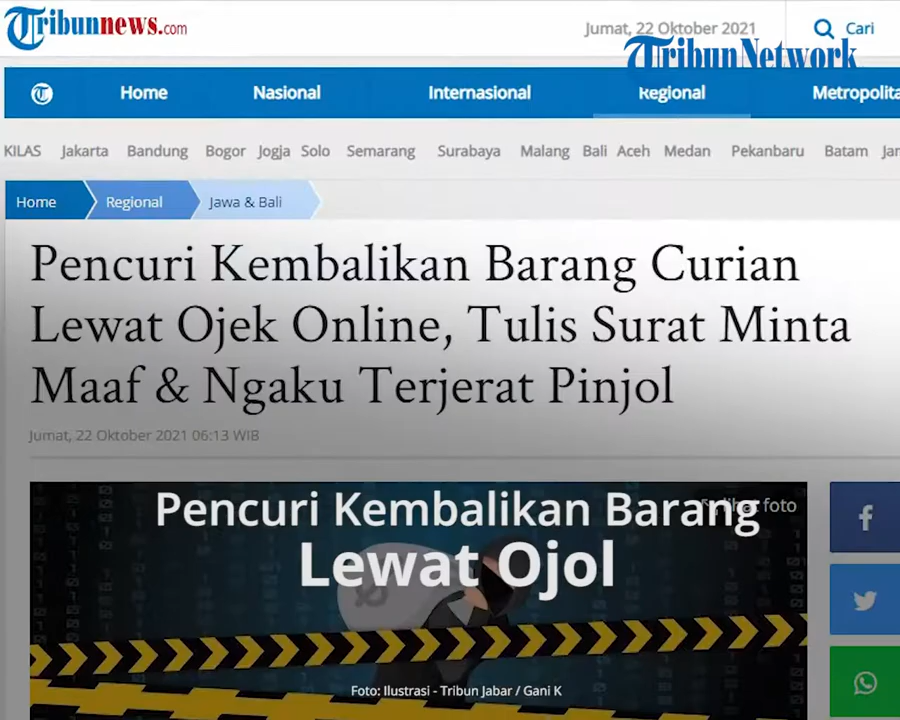 Tribunnews.com
Jumat, 22 Oktober 2021
Cari
TribunNetwork
Home Nasional Internasional Regional
KILAS Jakarta Bandung Bogor Jogja Solo Semarang Surabaya Malang Bali Aceh Medan Pekanbaru Batam
Home Regional Jawa & Bali
Pencuri Kembalikan Barang Curian
Lewat Ojek Online, Tulis Surat Minta
Maaf & Ngaku Terjerat Pinjol
Jumat, 22 Oktober 2021 06:13 WIB
foto
Pencuri Kembalikan Barang
Lewat Ojol
Foto: Ilustrasi - Tribun Jabar / Gani K